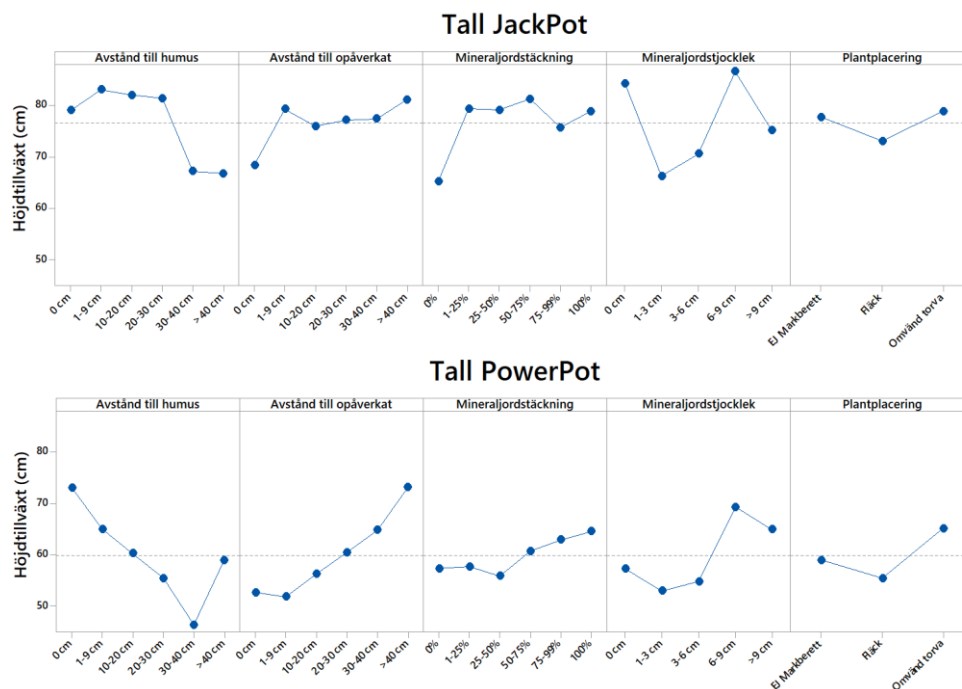 Tall JackPot
Avstånd till humus Avstånd till opåverkat Mineraljordstäckning Mineraljordstjocklek Plantplacering
Höjdtillväxt (cm)
80
70
60
50
0 cm 1-9 cm 10-20 cm 20-30 cm 30-40 cm >40 cm 0 cm 1-9 cm 10-20 cm 20-30 cm 30-40 cm >40 cm 0% 1-25% 25-50% 50-75% 75-99% 100% 0 cm 1-3 cm 3-6 cm 6-9 cm >9 cm EJ Markberett Fläck Omvänd torva
Tall PowerPot
Avstånd till humus Avstånd till opåverkat Mineraljordstäckning Mineraljordstjocklek Plantplacering
Höjdtillväxt (cm)
80
70
60
50
0 cm 1-9 cm 10-20 cm 20-30 cm 30-40 cm >40 cm 0 cm 1-9 cm 10-20 cm 20-30 cm 30-40 cm >40 cm 0% 1-25% 25-50% 50-75% 75-99% 100% 0 cm 1-3 cm 3-6 cm 6-9 cm >9 cm EJ Markberett Fläck Omvänd torva